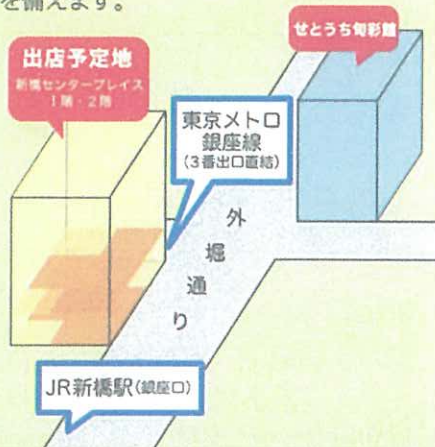 を備えます。
出店予定地
新橋センタープレイス
1階・2階
せとうち旬彩館
東京メトロ
銀座線
(3番出口直結)
外堀通り
JR新橋駅(銀座口)